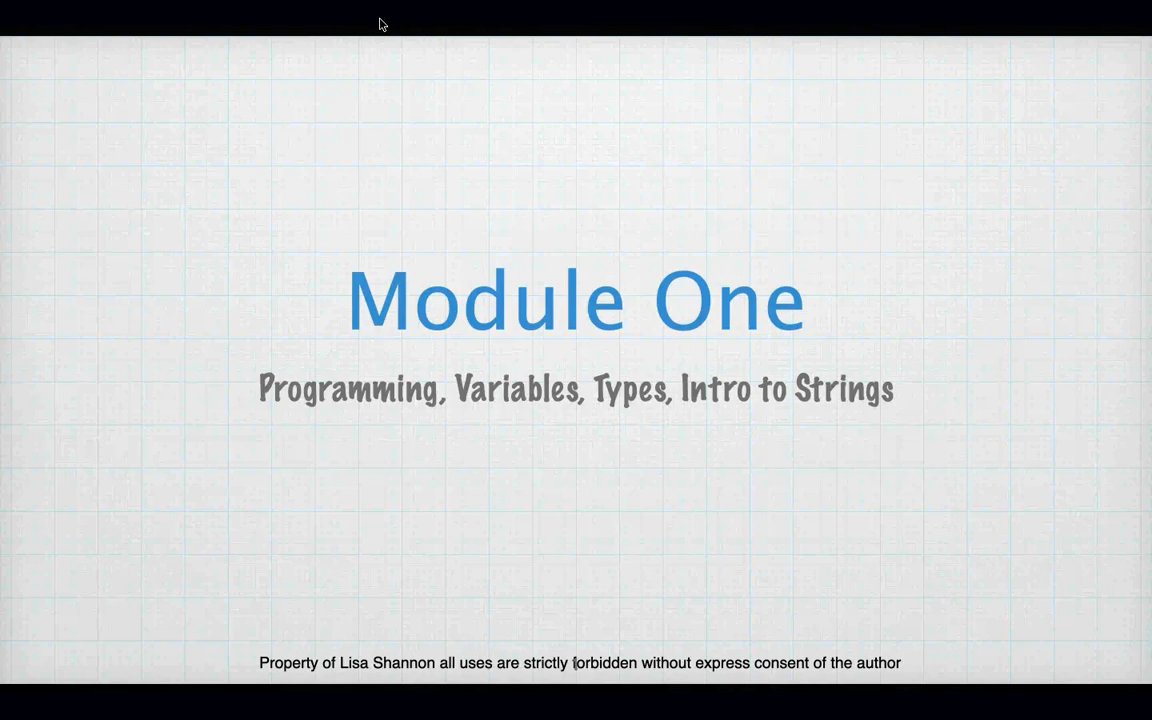 Module One
Programming, Variables, Types, Intro to Strings
Property of Lisa Shannon all uses are strictly forbidden without express consent of the author